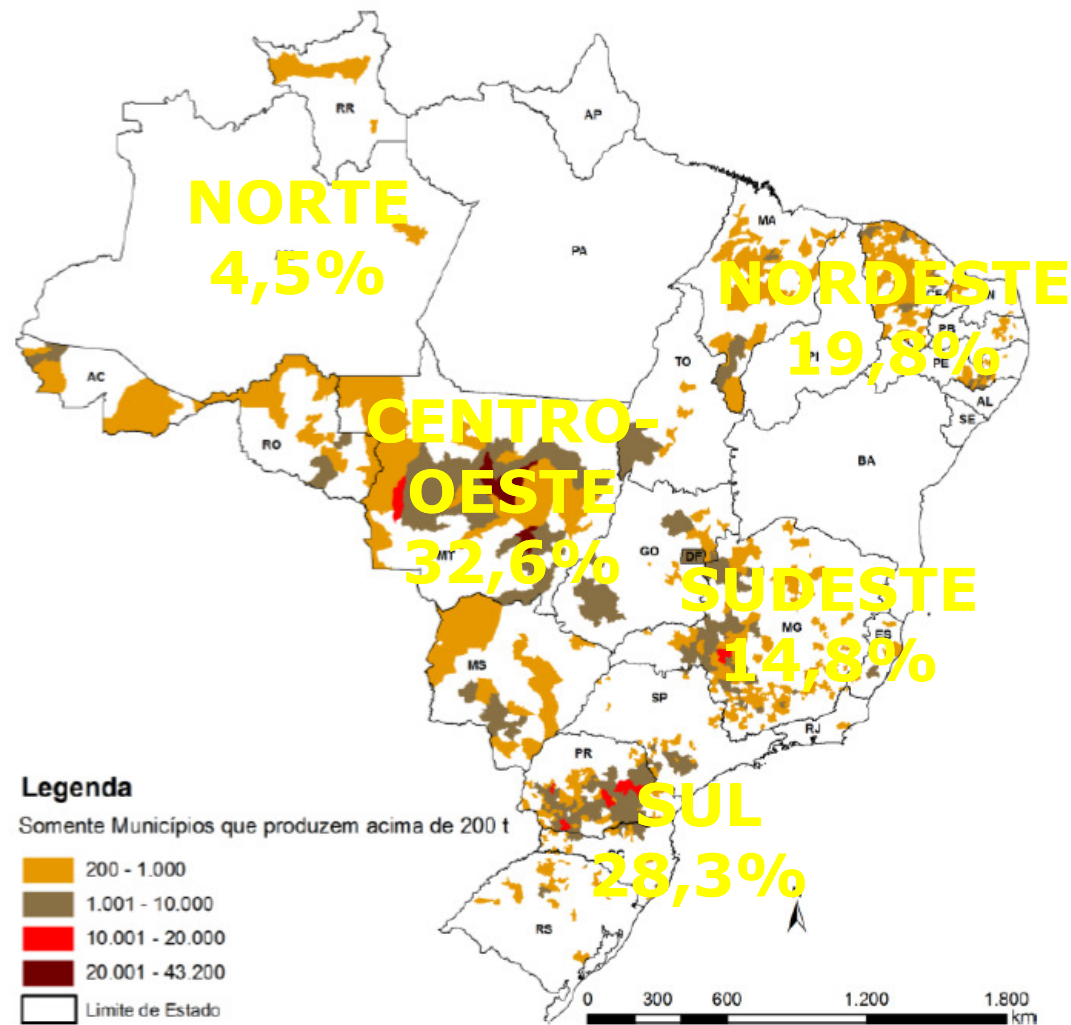 RR
AP
NORTE
4,5%
PA
MA
NORDESTE
19,8%
CE
PB
PI
PE
AL
SE
TO
AC
RO
BA
CENTRO-
OESTE
32,6%
MT
GO
DF
SUDESTE
14,8%
MG
ES
MS
SP
RJ
PR
SUL
28,3%
RS
Legenda
Somente Municípios que produzem acima de 200 t
200 - 1.000
1.001 - 10.000
10.001 - 20.000
20.001 - 43.200
Limite de Estado
0 300 600 1.200 1.800
km